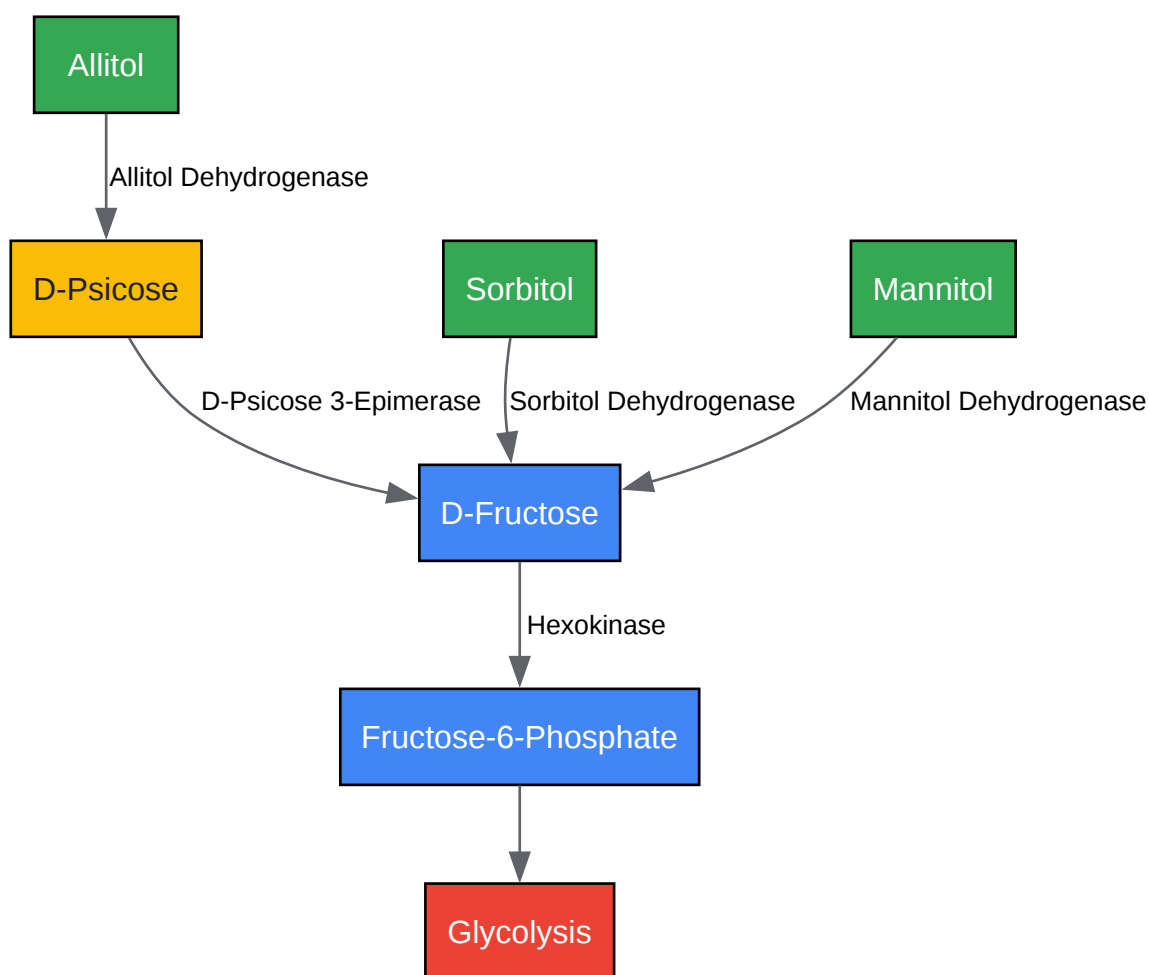 Allitol
Allitol Dehydrogenase
D-Psicose
Sorbitol
Mannitol
D-Psicose 3-Epimerase
Sorbitol Dehydrogenase
Mannitol Dehydrogenase
D-Fructose
Hexokinase
Fructose-6-Phosphate
Glycolysis